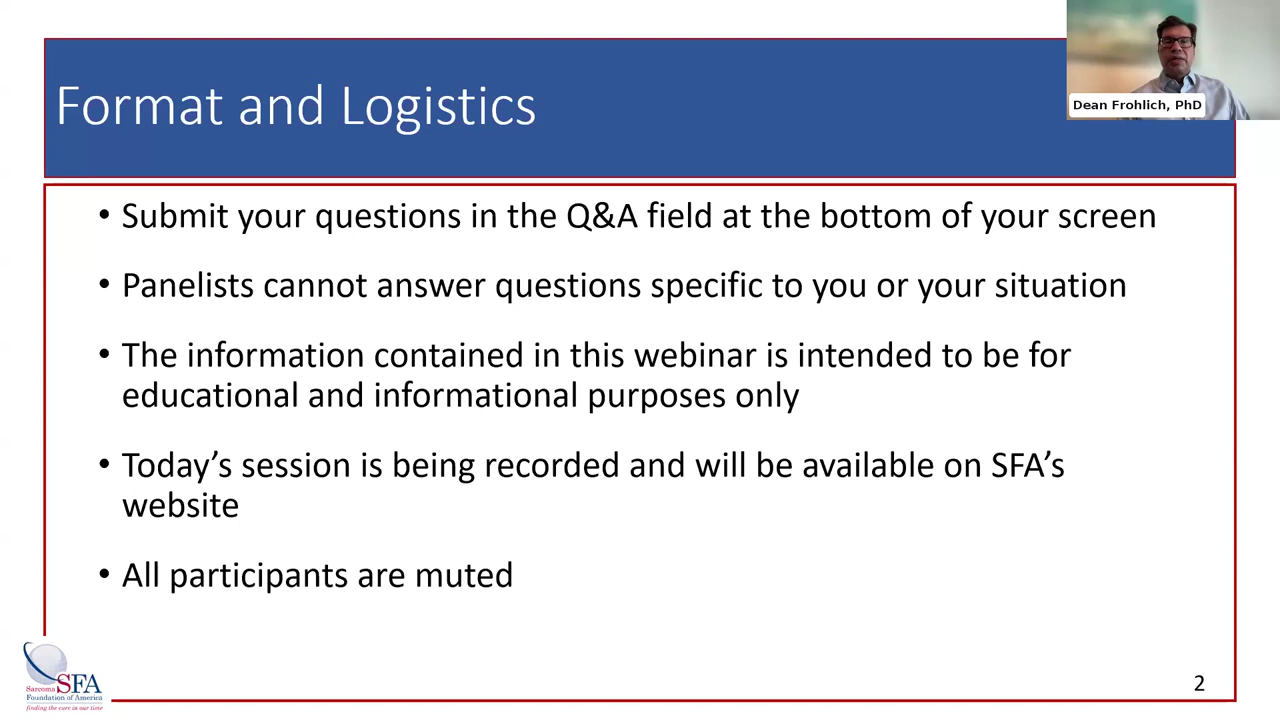 Format and Logistics
Dean Frohlich, PhD
• Submit your questions in the Q&A field at the bottom of your screen
• Panelists cannot answer questions specific to you or your situation
• The information contained in this webinar is intended to be for
educational and informational purposes only
• Today’s session is being recorded and will be available on SFA’s
website
• All participants are muted
Sarcoma SFA
Foundation of America
finding the cure in our time
2